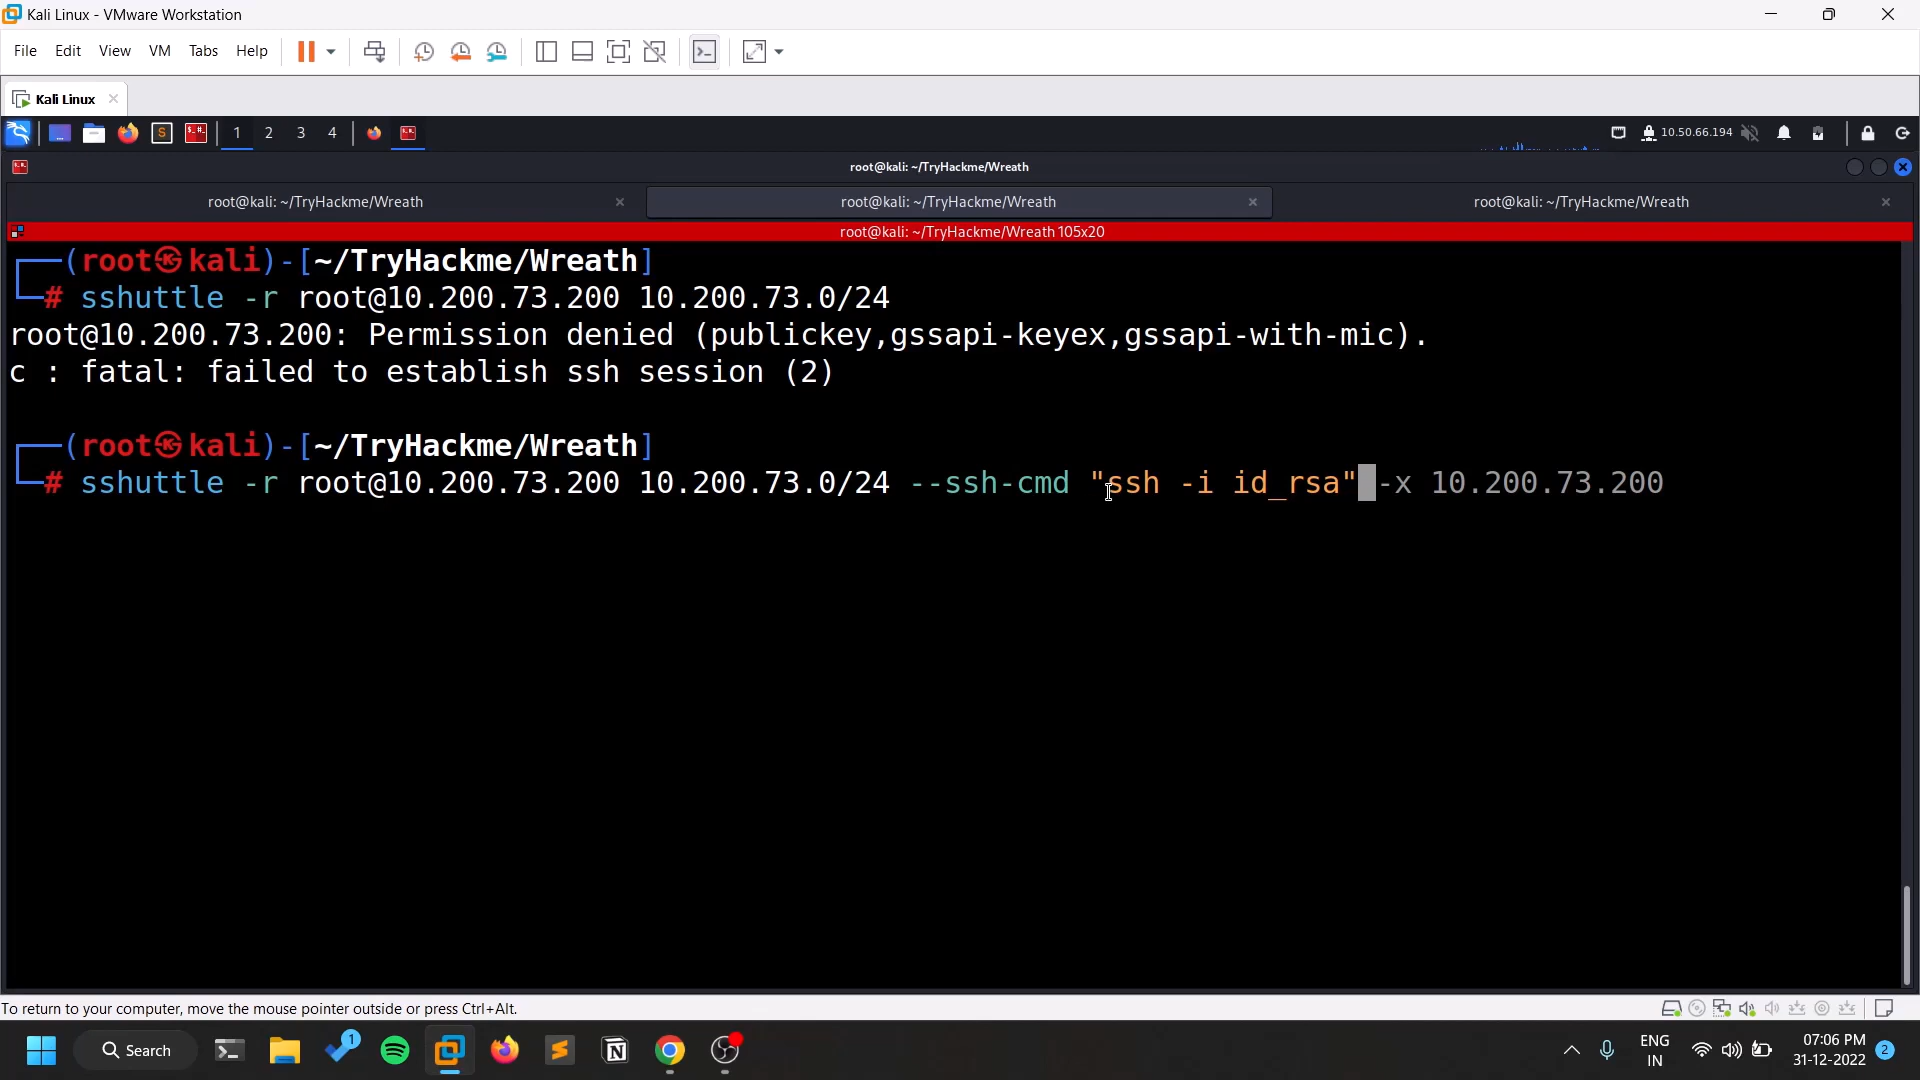 Kali Linux - VMware Workstation
File Edit View VM Tabs Help
Kali Linux
1 2 3 4
10.50.66.194
root@kali: ~/TryHackme/Wreath
root@kali: ~/TryHackme/Wreath root@kali: ~/TryHackme/Wreath root@kali: ~/TryHackme/Wreath
root@kali: ~/TryHackme/Wreath 105x20
┌──(root㉿kali)-[~/TryHackme/Wreath]
└─# sshuttle -r root@10.200.73.200 10.200.73.0/24
root@10.200.73.200: Permission denied (publickey,gssapi-keyex,gssapi-with-mic).
c : fatal: failed to establish ssh session (2)
┌──(root㉿kali)-[~/TryHackme/Wreath]
└─# sshuttle -r root@10.200.73.200 10.200.73.0/24 --ssh-cmd "ssh -i id_rsa" -x 10.200.73.200
To return to your computer, move the mouse pointer outside or press Ctrl+Alt.
Search
1
ENG
IN
07:06 PM
31-12-2022
2